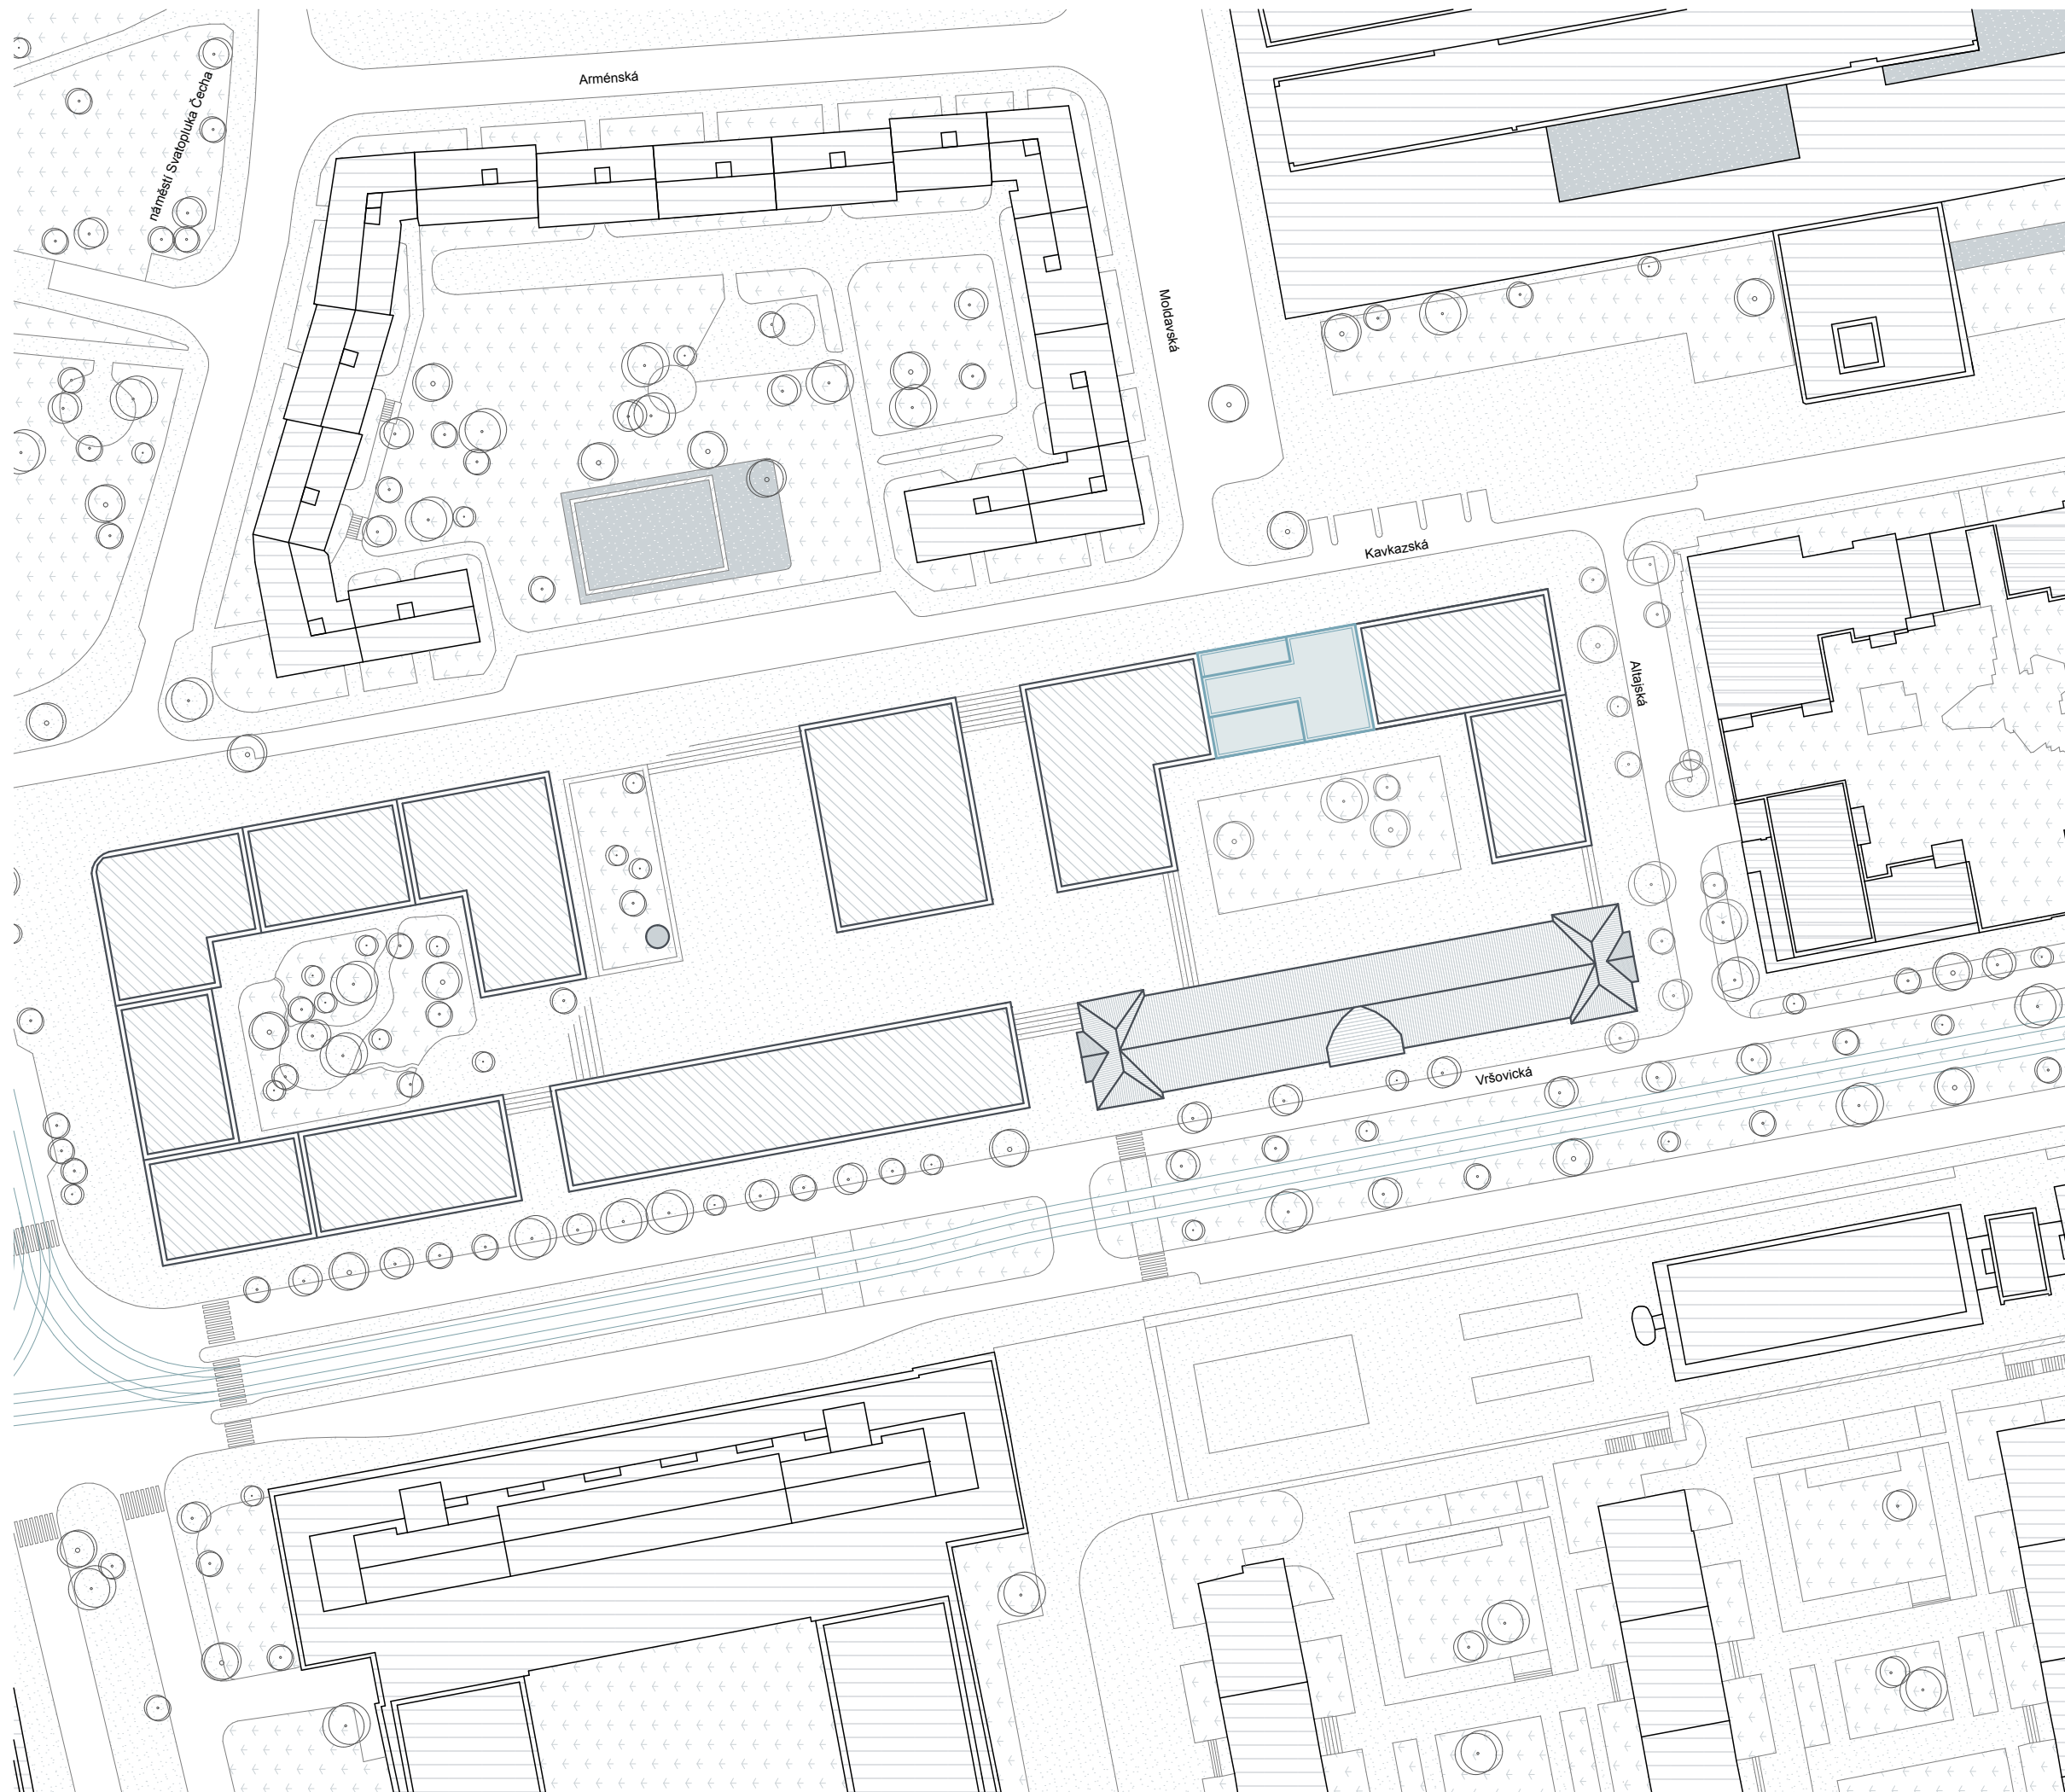 Arménská
náměstí Svatopluka Čecha
Moldavská
Kavkazská
Altajská
Vršovická